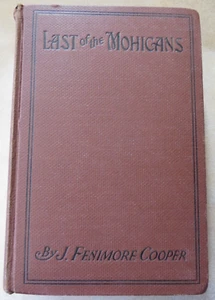 LAST of the MOHICANS
By J. FENIMORE COOPER